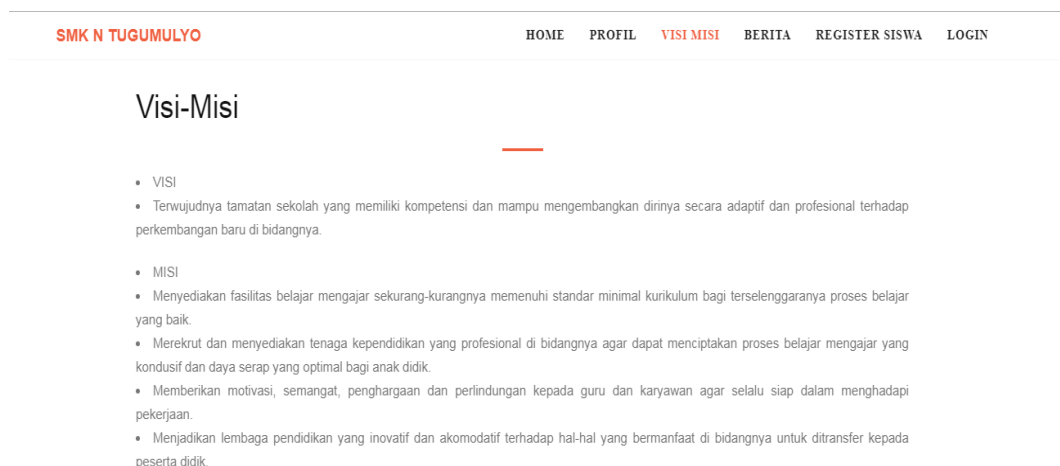 SMK N TUGUMULYO HOME PROFIL VISI MISI BERITA REGISTER SISWA LOGIN
Visi-Misi
• VISI
• Terwujudnya tamatan sekolah yang memiliki kompetensi dan mampu mengembangkan dirinya secara adaptif dan profesional terhadap
perkembangan baru di bidangnya.
• MISI
• Menyediakan fasilitas belajar mengajar sekurang-kurangnya memenuhi standar minimal kurikulum bagi terselenggaranya proses belajar
yang baik.
• Merekrut dan menyediakan tenaga kependidikan yang profesional di bidangnya agar dapat menciptakan proses belajar mengajar yang
kondusif dan daya serap yang optimal bagi anak didik.
• Memberikan motivasi, semangat, penghargaan dan perlindungan kepada guru dan karyawan agar selalu siap dalam menghadapi
pekerjaan.
• Menjadikan lembaga pendidikan yang inovatif dan akomodatif terhadap hal-hal yang bermanfaat di bidangnya untuk ditransfer kepada
peserta didik.